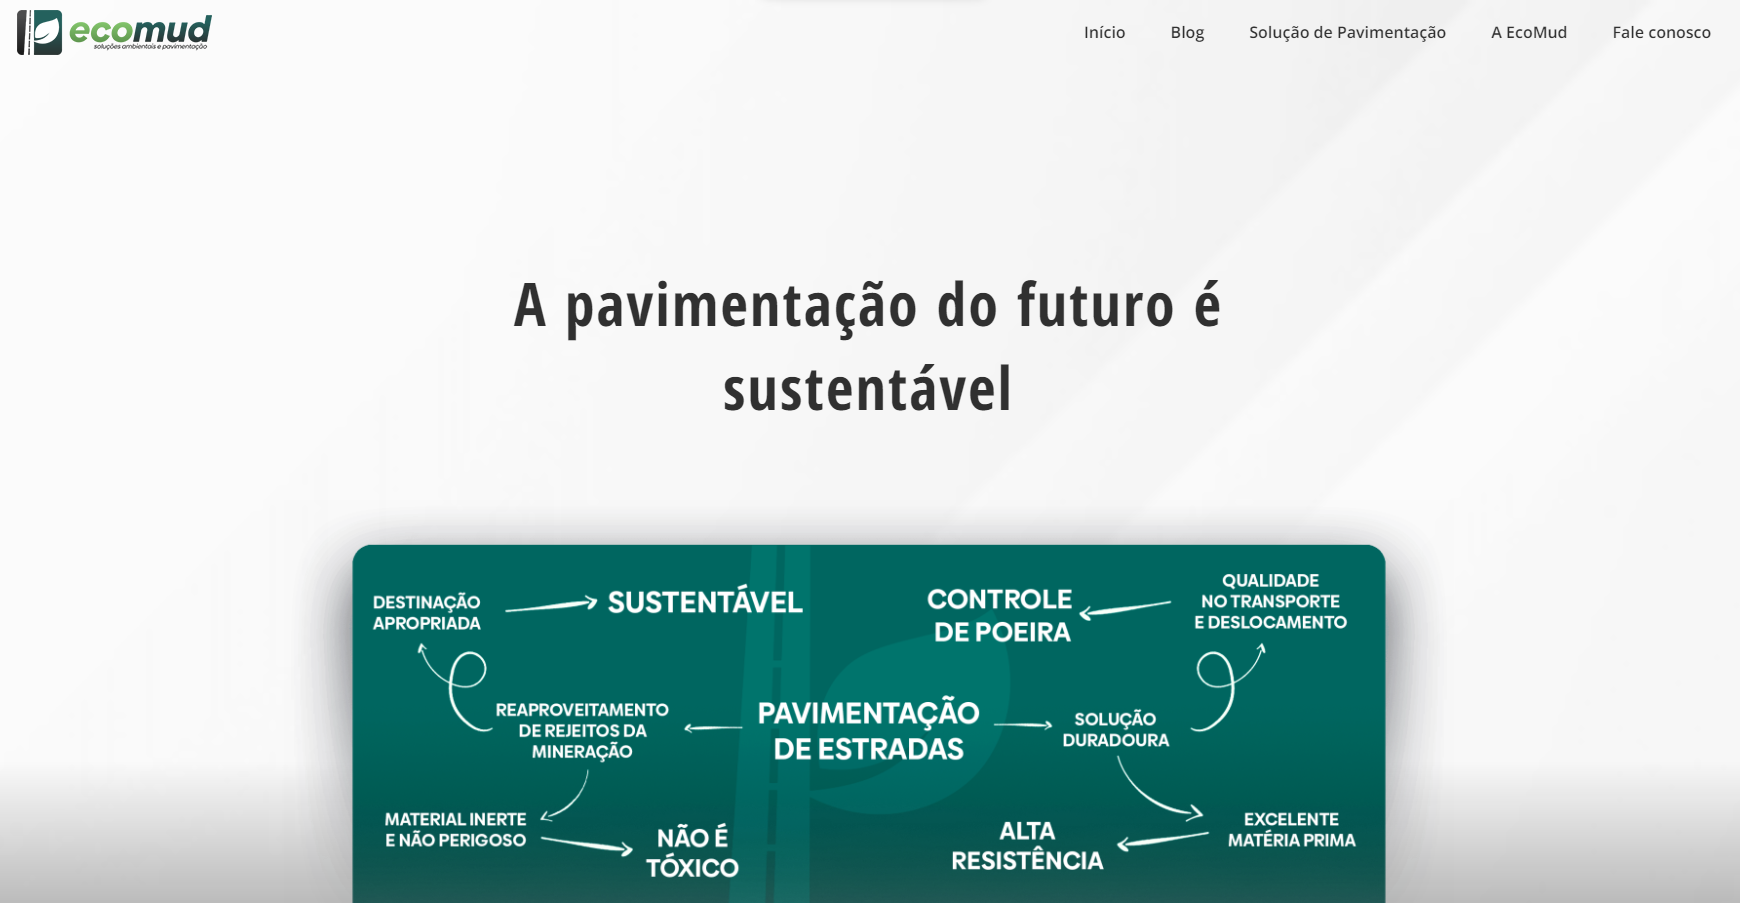 ecomud
soluções ambientais e pavimentação
Início
Blog
Solução de Pavimentação
A EcoMud
Fale conosco
A pavimentação do futuro é
sustentável
DESTINAÇÃO
APROPRIADA
SUSTENTÁVEL
CONTROLE
DE POEIRA
QUALIDADE
NO TRANSPORTE
E DESLOCAMENTO
REAPROVEITAMENTO
DE REJEITOS DA
MINERAÇÃO
PAVIMENTAÇÃO
DE ESTRADAS
SOLUÇÃO
DURADOURA
MATERIAL INERTE
E NÃO PERIGOSO
NÃO É
TÓXICO
ALTA
RESISTÊNCIA
EXCELENTE
MATÉRIA PRIMA